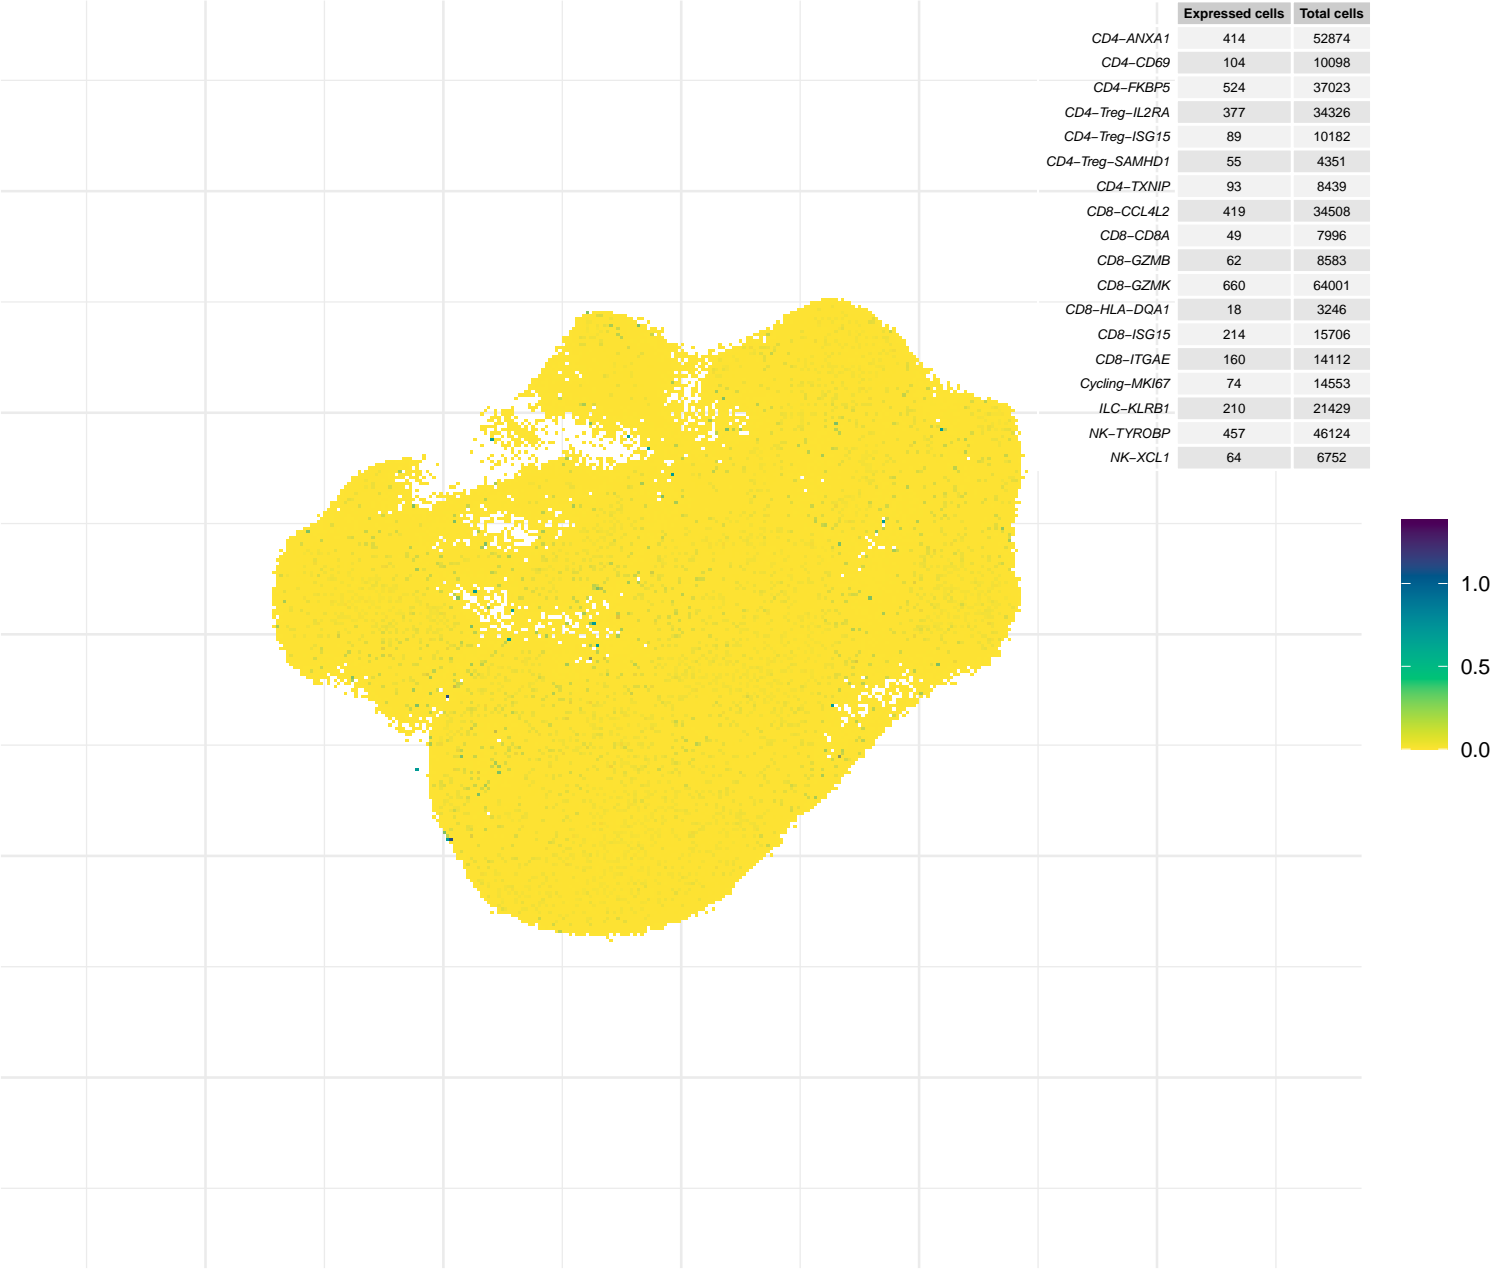 Expressed cells Total cells
CD4−ANXA1 414 52874
CD4−CD69 104 10098
CD4−FKBP5 524 37023
CD4−Treg−IL2RA 377 34326
CD4−Treg−ISG15 89 10182
CD4−Treg−SAMHD1 55 4351
CD4−TXNIP 93 8439
CD8−CCL4L2 419 34508
CD8−CD8A 49 7996
CD8−GZMB 62 8583
CD8−GZMK 660 64001
CD8−HLA−DQA1 18 3246
CD8−ISG15 214 15706
CD8−ITGAE 160 14112
Cycling−MKI67 74 14553
ILC−KLRB1 210 21429
NK−TYROBP 457 46124
NK−XCL1 64 6752
1.0
0.5
0.0